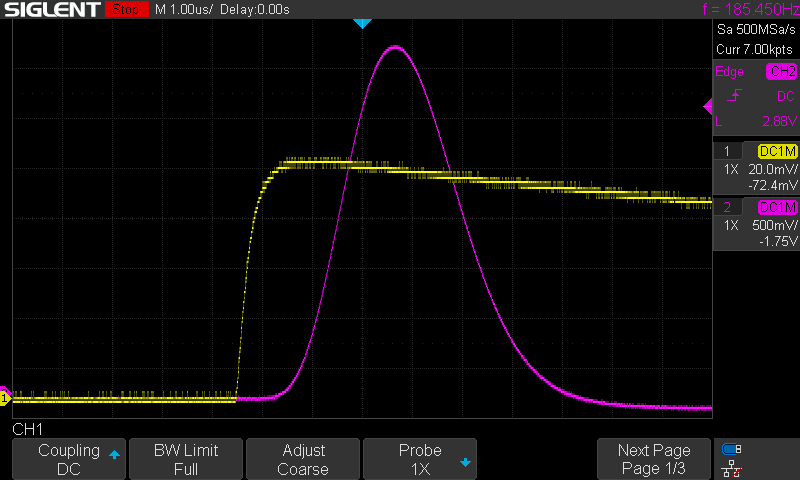 SIGLENT Stop M 1.00us/ Delay:0.00s f = 185.450Hz
Sa 500MSa/s
Curr 7.00kpts
Edge CH2
DC
L 2.88V
1 DC1M
1X 20.0mV/
-72.4mV
2 DC1M
1X 500mV/
-1.75V
1
CH1
Coupling
DC
BW Limit
Full
Adjust
Coarse
Probe
1X
Next Page
Page 1/3